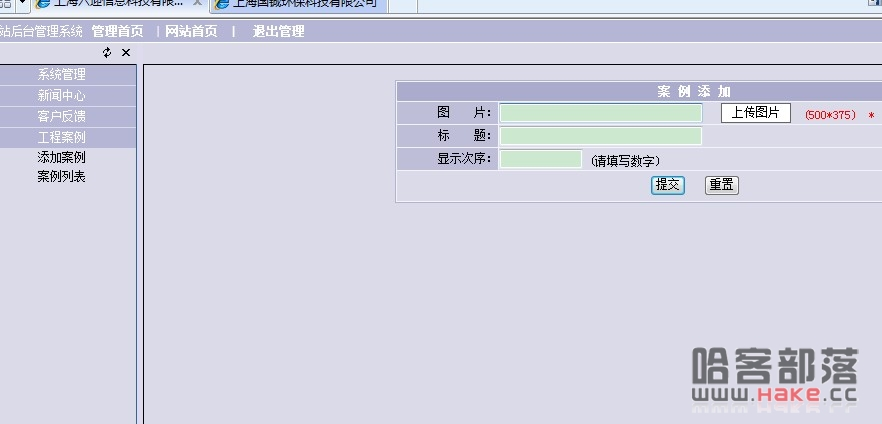 上海六迎信息科技有限... 上海国铖环保科技有限公司
站后台管理系统 管理首页 | 网站首页 | 退出管理
系统管理
新闻中心
客户反馈
工程案例
添加案例
案例列表
案例添加
图 片: 上传图片 (500*375) *
标 题:
显示次序: (请填写数字)
提交 重置
哈客部落
www.Hake.cc